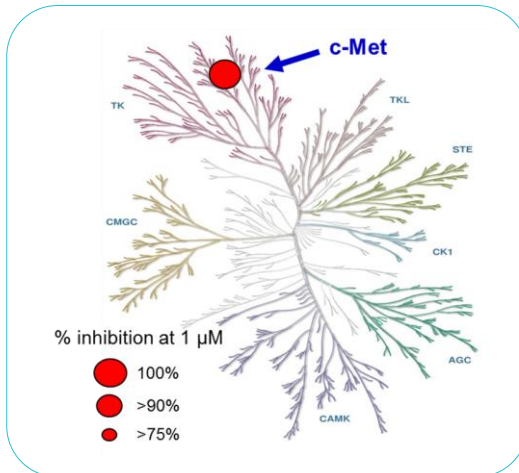 c-Met
TK
TKL
STE
CMGC
CK1
% inhibition at 1 µM
100%
>90%
>75%
AGC
CAMK